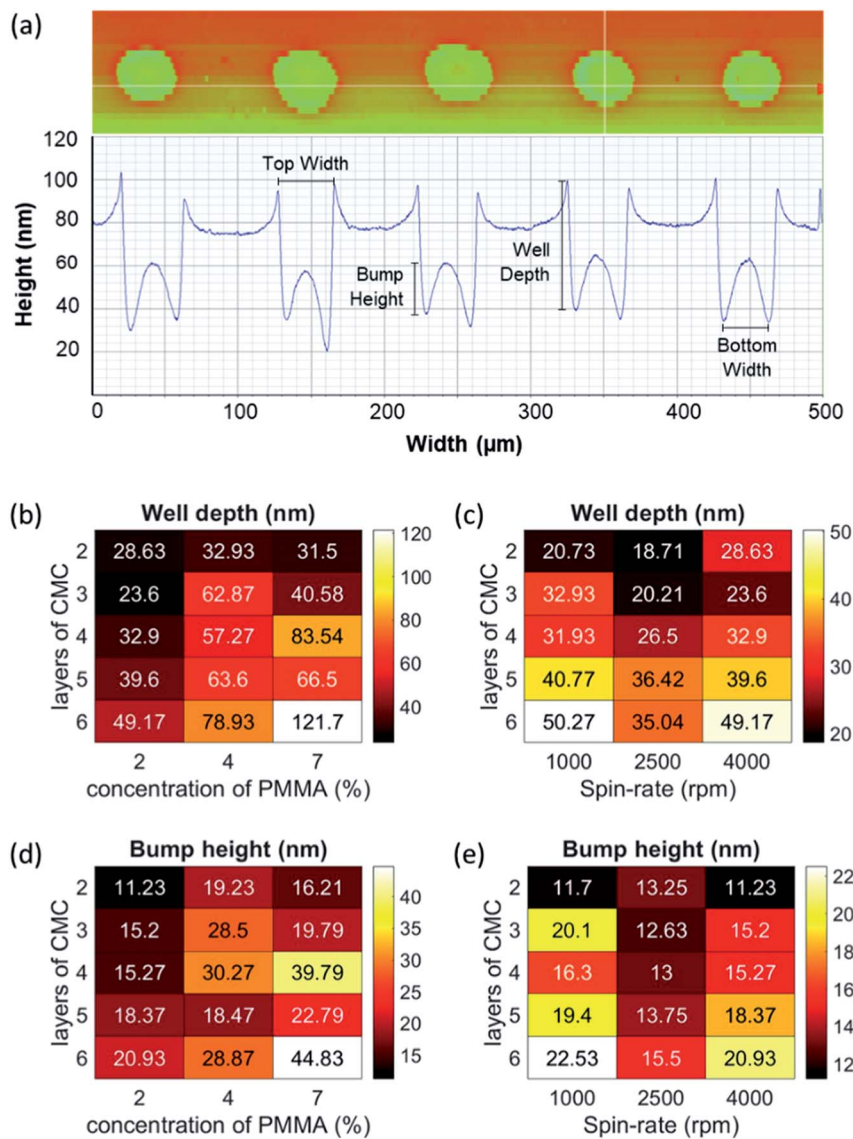 (a)
120
100
80
60
40
20
Height (nm)
Top Width
Bump
Height
Well
Depth
Bottom
Width
0 100 200 300 400 500
Width (µm)
(b)
Well depth (nm)
layers of CMC
2 28.63 32.93 31.5
3 23.6 62.87 40.58
4 32.9 57.27 83.54
5 39.6 63.6 66.5
6 49.17 78.93 121.7
2 4 7
concentration of PMMA (%)
120
100
80
60
40
(c)
Well depth (nm)
layers of CMC
2 20.73 18.71 28.63
3 32.93 20.21 23.6
4 31.93 26.5 32.9
5 40.77 36.42 39.6
6 50.27 35.04 49.17
1000 2500 4000
Spin-rate (rpm)
50
40
30
20
(d)
Bump height (nm)
layers of CMC
2 11.23 19.23 16.21
3 15.2 28.5 19.79
4 15.27 30.27 39.79
5 18.37 18.47 22.79
6 20.93 28.87 44.83
2 4 7
concentration of PMMA (%)
40
35
30
25
20
15
(e)
Bump height (nm)
layers of CMC
2 11.7 13.25 11.23
3 20.1 12.63 15.2
4 16.3 13 15.27
5 19.4 13.75 18.37
6 22.53 15.5 20.93
1000 2500 4000
Spin-rate (rpm)
22
20
18
16
14
12